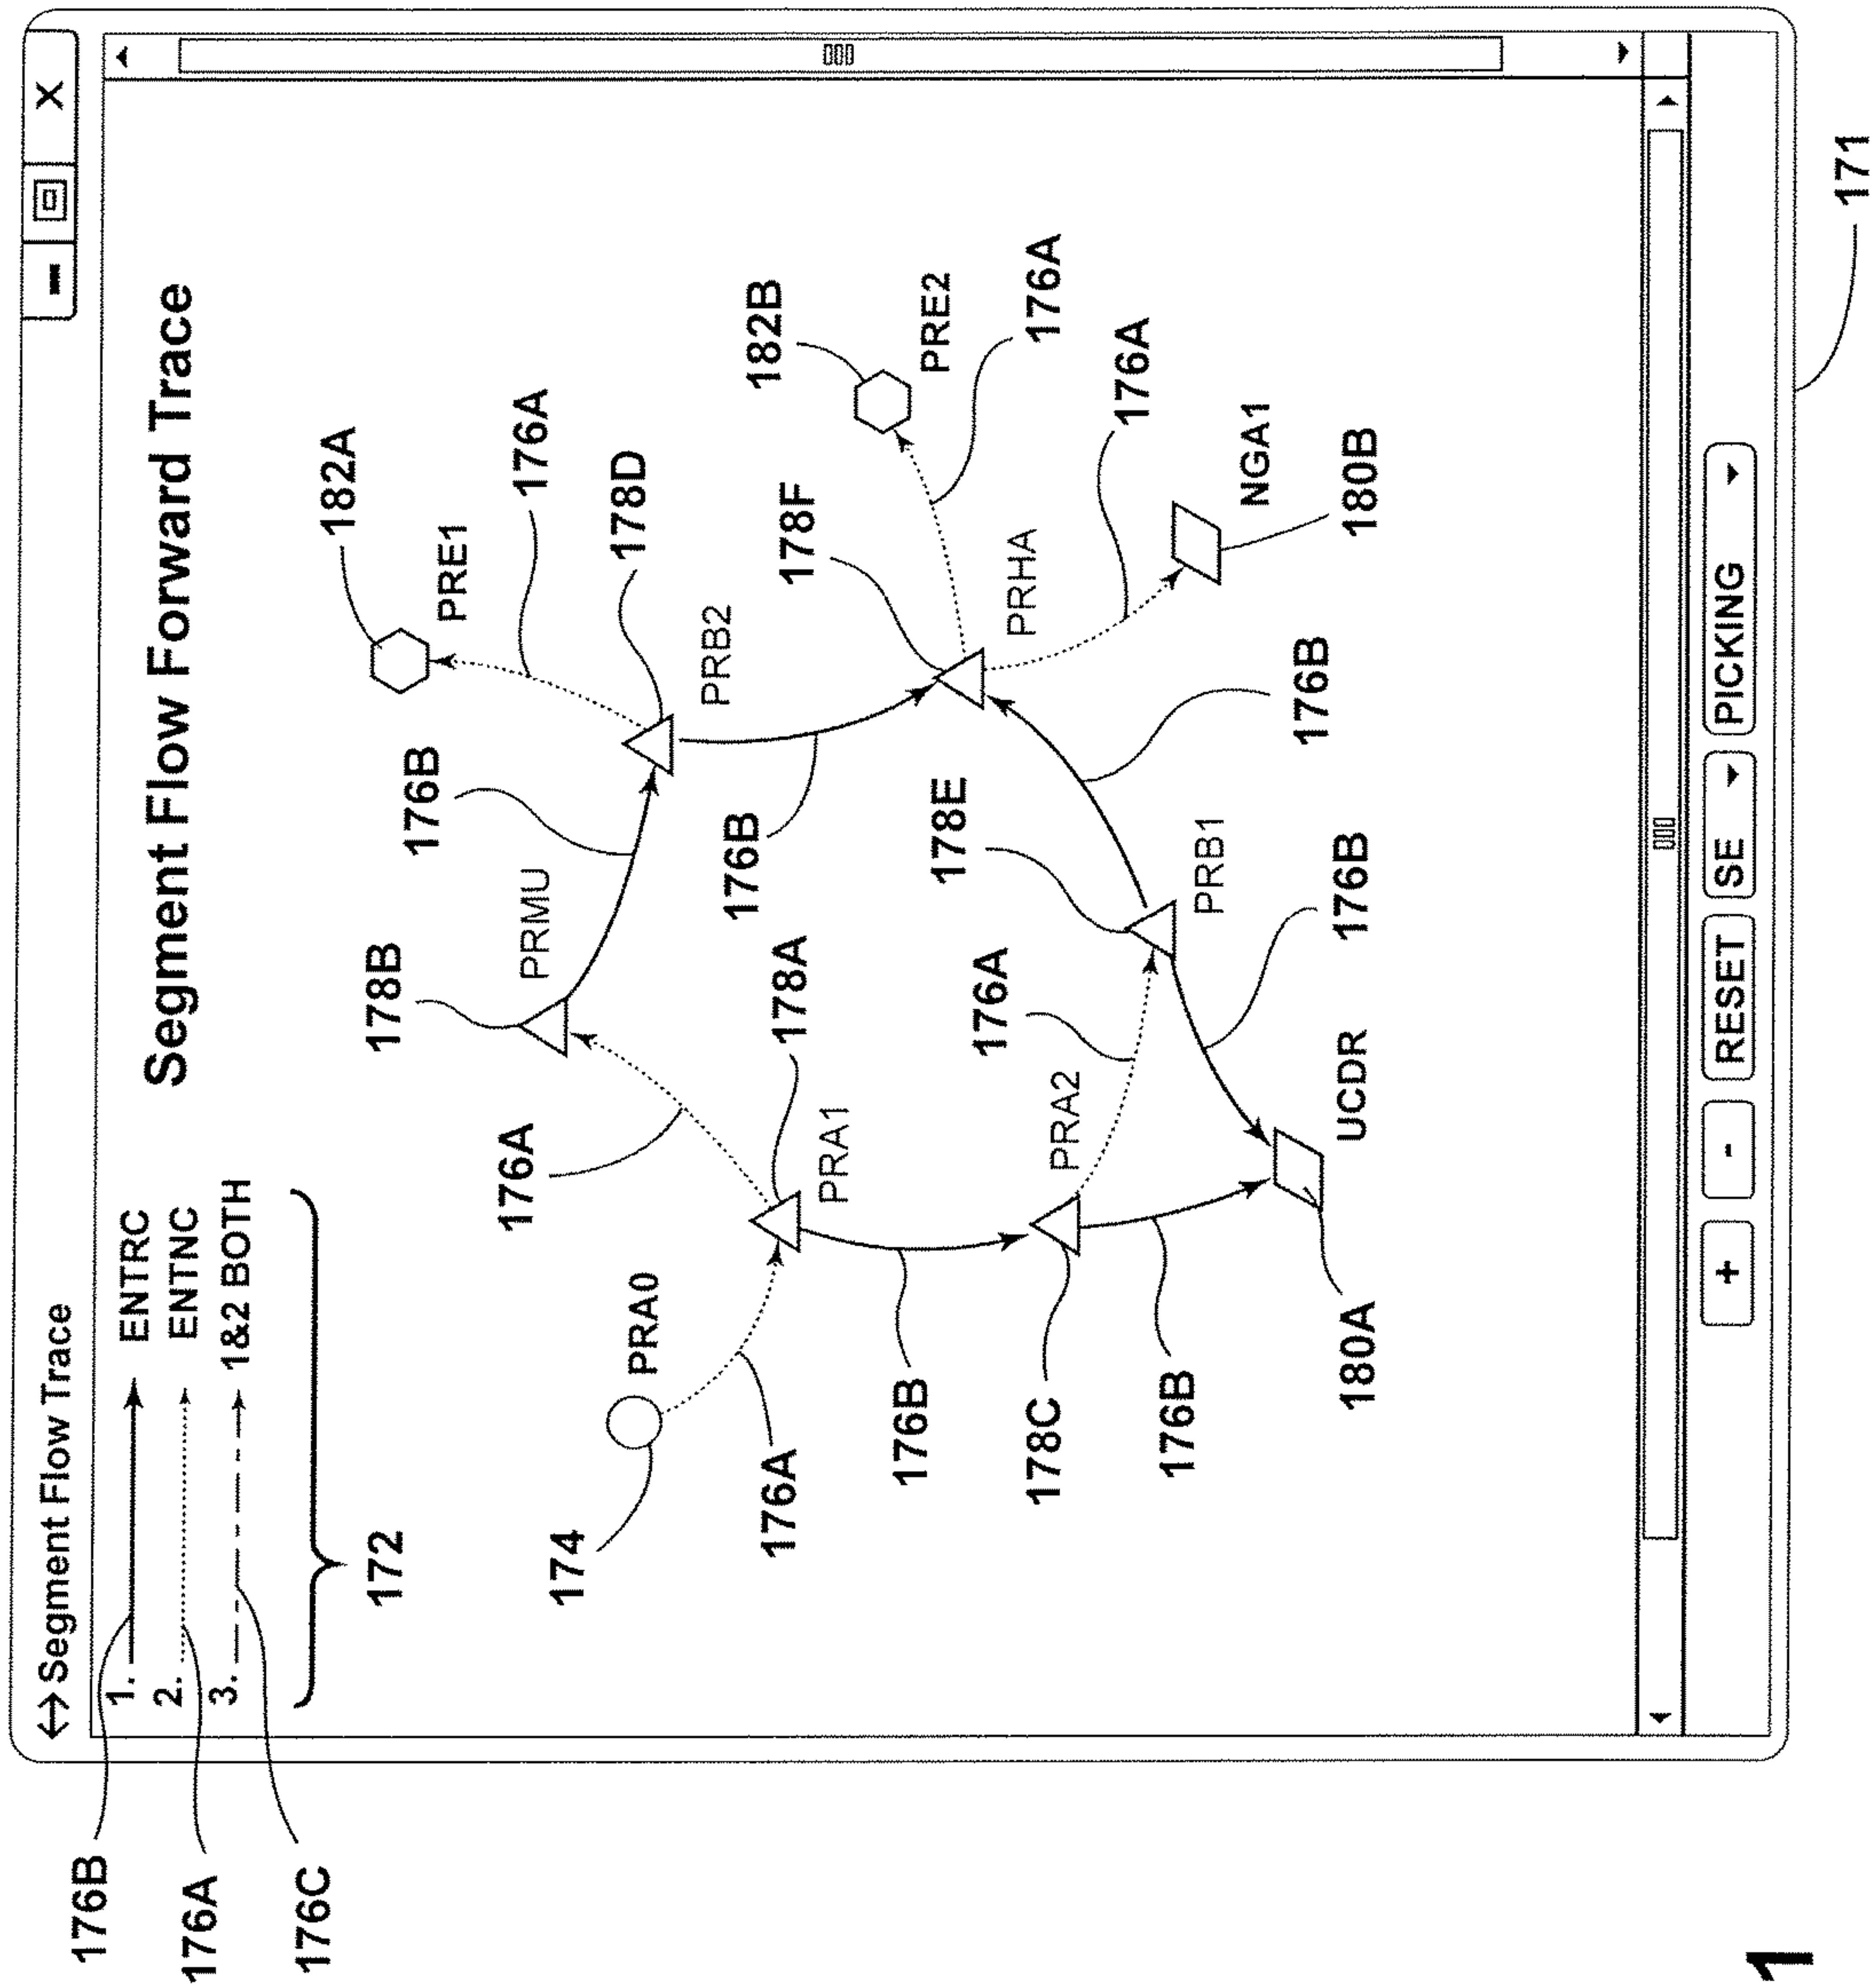 ↔ Segment Flow Trace
– X
Segment Flow Forward Trace
176B
1. ENTRC
176A
2. ENTNC
176C
3. 1&2 BOTH
172
182A
PRE1
176A
178B
PRMU
176B
178D
176A
PRB2
174
PRA0
182B
PRE2
176A
178A
PRA1
176B
178F
176A
176A
PRHA
176B
178E
NGA1
178C
PRA2
176A
PRB1
176B
180B
176B
176B
180A
UCDR
+ - RESET SE PICKING
171
1